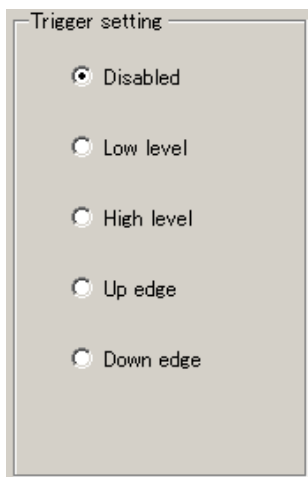 Trigger setting
Disabled
Low level
High level
Up edge
Down edge